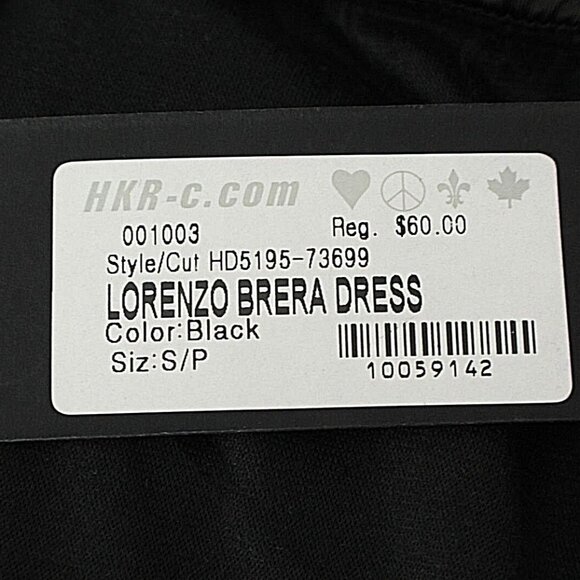 HKR-c.com
001003 Reg. $60.00
Style/Cut HD5195-73699
LORENZO BRERA DRESS
Color:Black
Siz:S/P
10059142